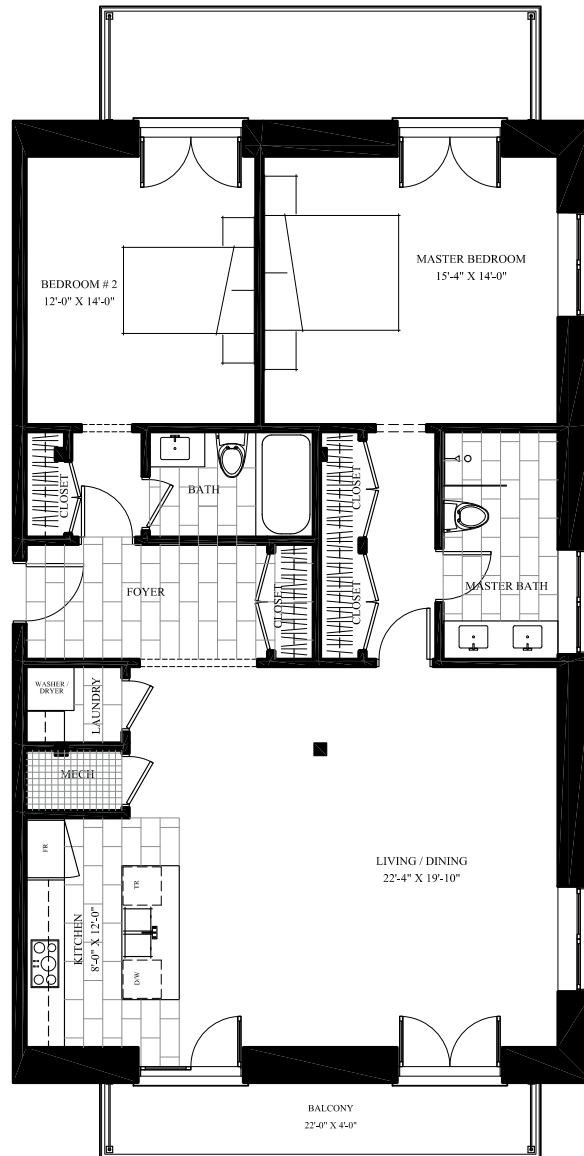 MASTER BEDROOM
15'-4" X 14'-0"
BEDROOM # 2
12'-0" X 14'-0"
CLOSET
BATH
CLOSET
FOYER
CLOSET
CLOSET
MASTER BATH
WASHER /
DRYER
LAUNDRY
MECH
FR
TR
LIVING / DINING
22'-4" X 19'-10"
KITCHEN
8'-0" X 12'-0"
D/W
BALCONY
22'-0" X 4'-0"